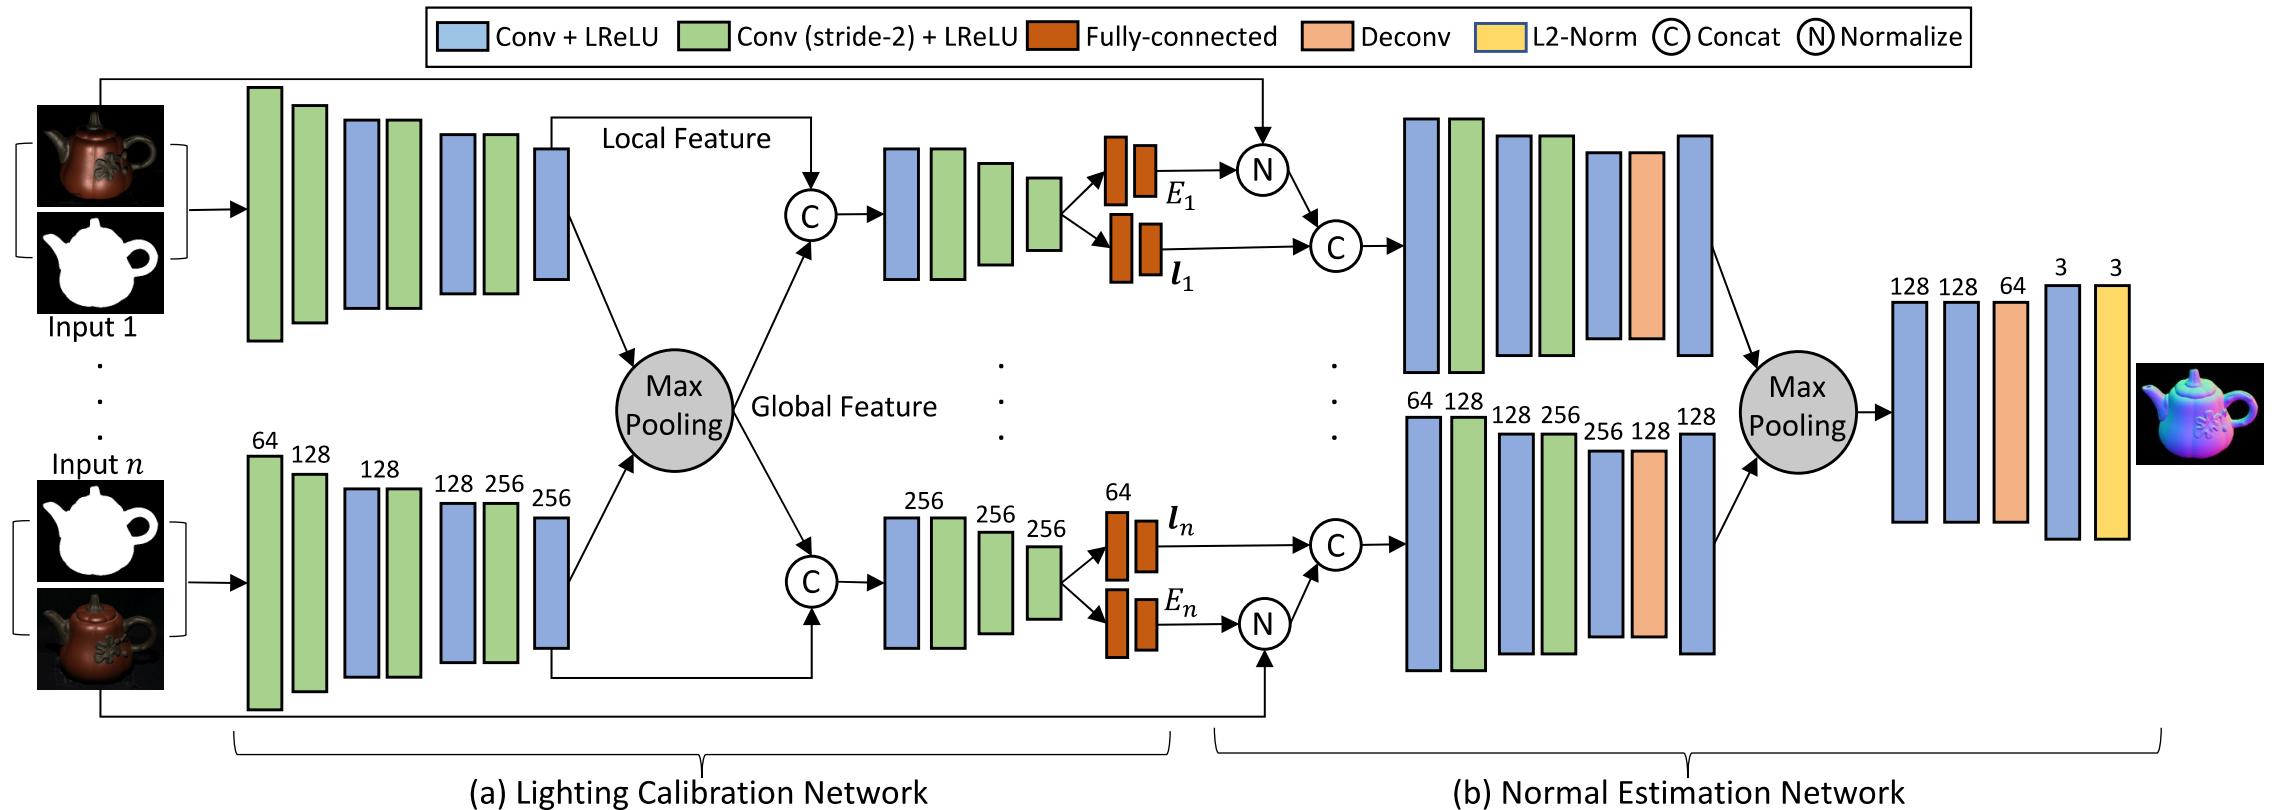 Conv + LReLU Conv (stride-2) + LReLU Fully-connected Deconv L2-Norm C Concat N Normalize
Local Feature
Input 1
C
E₁
N
l₁
C
3 3
128 128 64
Max Pooling
Global Feature
Max Pooling
Input n
64 128 128 128 256 256
256 256 256
64
lₙ
Eₙ
C
N
C
64 128 128 256 256 128 128
(a) Lighting Calibration Network
(b) Normal Estimation Network